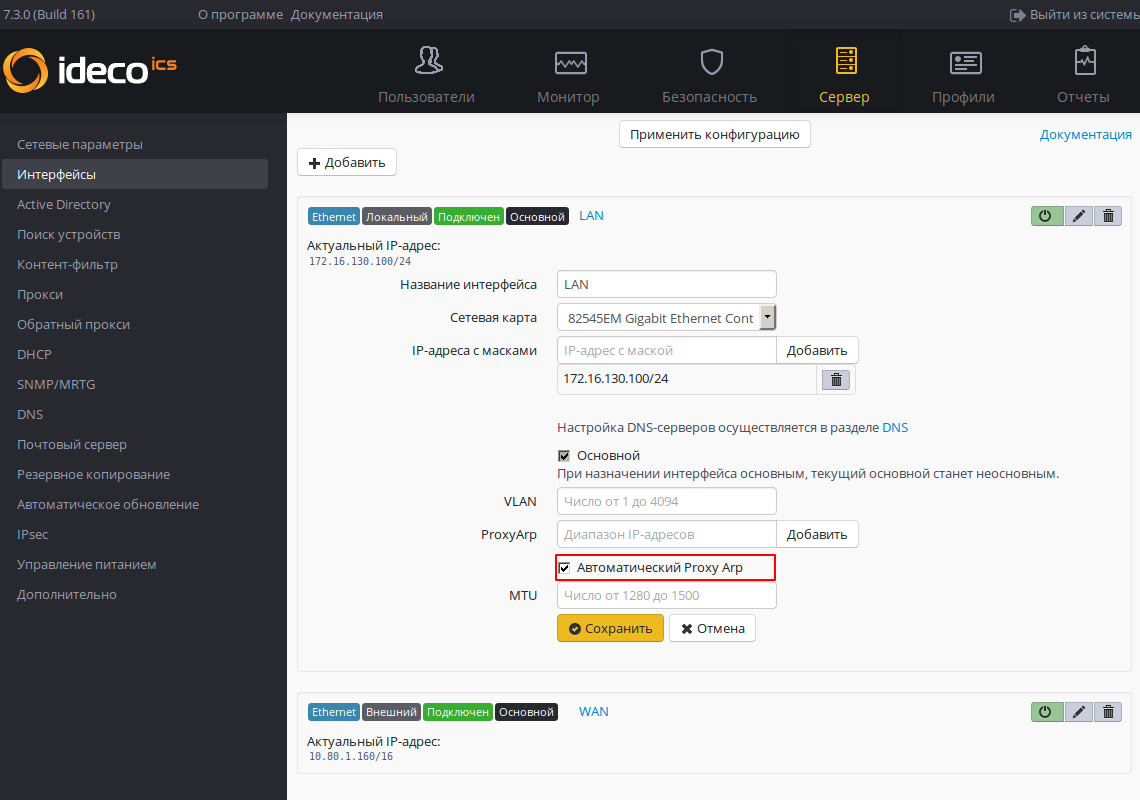 7.3.0 (Build 161) О программе Документация Выйти из систем
ideco ics
Пользователи Монитор Безопасность Сервер Профили Отчеты
Сетевые параметры
Интерфейсы
Active Directory
Поиск устройств
Контент-фильтр
Прокси
Обратный прокси
DHCP
SNMP/MRTG
DNS
Почтовый сервер
Резервное копирование
Автоматическое обновление
IPsec
Управление питанием
Дополнительно
Применить конфигурацию Документация
Добавить
Ethernet Локальный Подключен Основной LAN
Актуальный IP-адрес:
172.16.130.100/24
Название интерфейса LAN
Сетевая карта 82545EM Gigabit Ethernet Cont
IP-адреса с масками IP-адрес с маской Добавить
172.16.130.100/24
Настройка DNS-серверов осуществляется в разделе DNS
Основной
При назначении интерфейса основным, текущий основной станет неосновным.
VLAN Число от 1 до 4094
ProxyArp Диапазон IP-адресов Добавить
Автоматический Proxy Arp
MTU Число от 1280 до 1500
Сохранить Отмена
Ethernet Внешний Подключен Основной WAN
Актуальный IP-адрес:
10.80.1.160/16